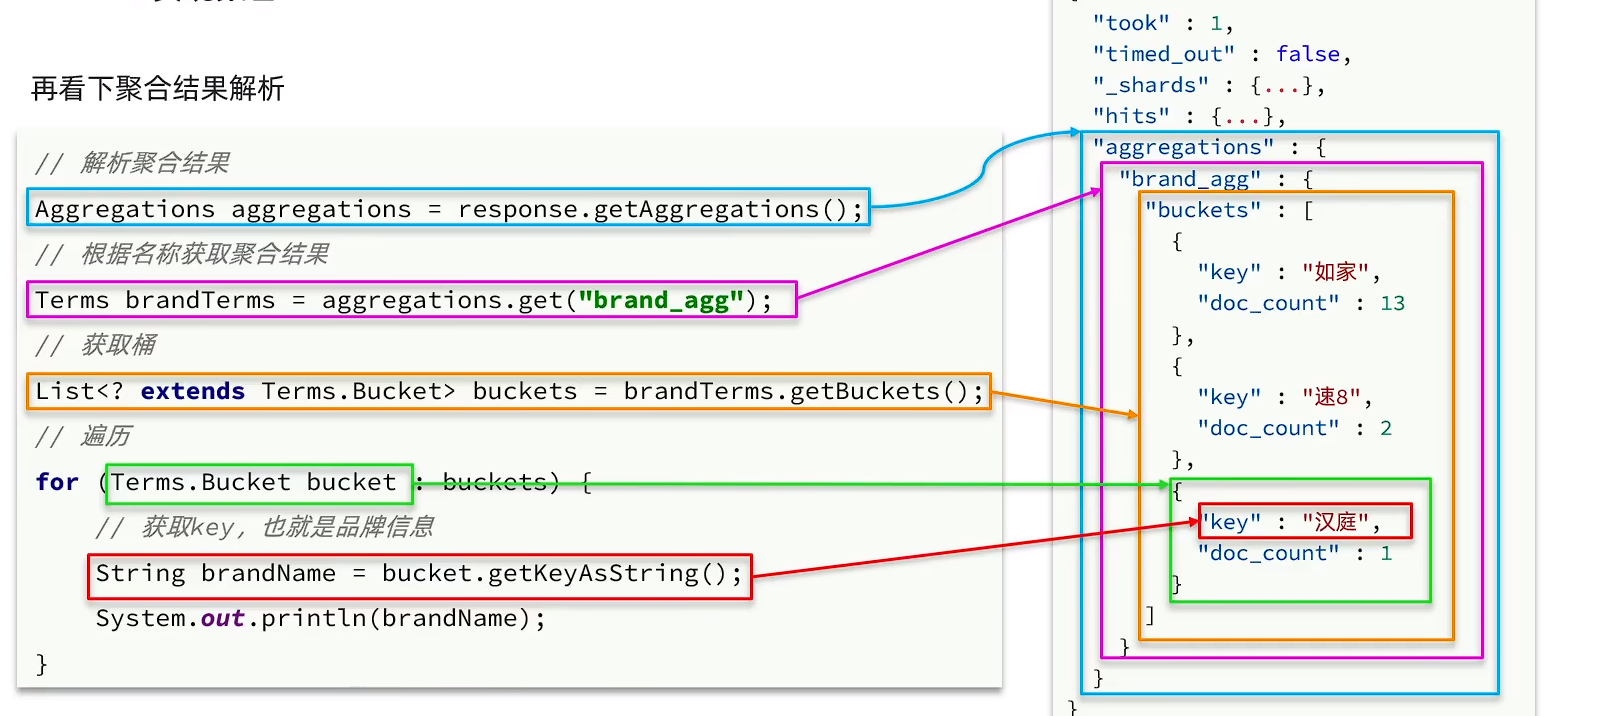 再看下聚合结果解析
// 解析聚合结果
Aggregations aggregations = response.getAggregations();
// 根据名称获取聚合结果
Terms brandTerms = aggregations.get("brand_agg");
// 获取桶
List<? extends Terms.Bucket> buckets = brandTerms.getBuckets();
// 遍历
for (Terms.Bucket bucket : buckets) {
// 获取key，也就是品牌信息
String brandName = bucket.getKeyAsString();
System.out.println(brandName);
}
"took" : 1,
"timed_out" : false,
"_shards" : {...},
"hits" : {...},
"aggregations" : {
"brand_agg" : {
"buckets" : [
{
"key" : "如家",
"doc_count" : 13
},
{
"key" : "速8",
"doc_count" : 2
},
{
"key" : "汉庭",
"doc_count" : 1
}
]
}
}
}